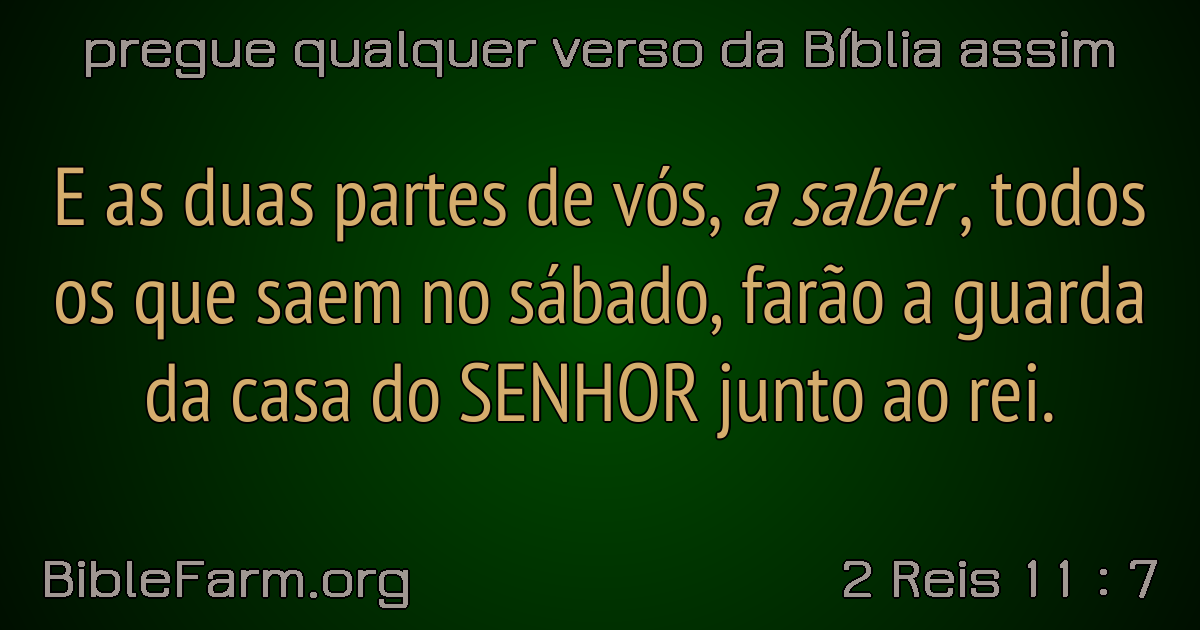 pregue qualquer verso da Bíblia assim
E as duas partes de vós, a saber , todos
os que saem no sábado, farão a guarda
da casa do SENHOR junto ao rei.
BibleFarm.org
2 Reis 11 : 7